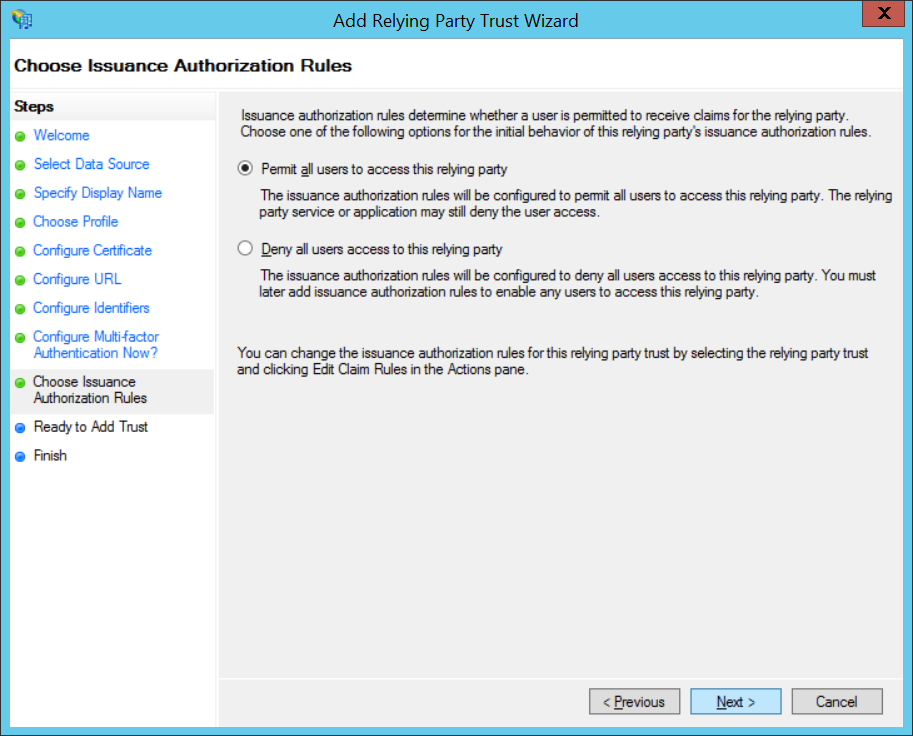 Add Relying Party Trust Wizard
X
Choose Issuance Authorization Rules
Steps
Welcome
Select Data Source
Specify Display Name
Choose Profile
Configure Certificate
Configure URL
Configure Identifiers
Configure Multi-factor
Authentication Now?
Choose Issuance
Authorization Rules
Ready to Add Trust
Finish
Issuance authorization rules determine whether a user is permitted to receive claims for the relying party.
Choose one of the following options for the initial behavior of this relying party's issuance authorization rules.
Permit all users to access this relying party
The issuance authorization rules will be configured to permit all users to access this relying party. The relying
party service or application may still deny the user access.
Deny all users access to this relying party
The issuance authorization rules will be configured to deny all users access to this relying party. You must
later add issuance authorization rules to enable any users to access this relying party.
You can change the issuance authorization rules for this relying party trust by selecting the relying party trust
and clicking Edit Claim Rules in the Actions pane.
< Previous
Next >
Cancel